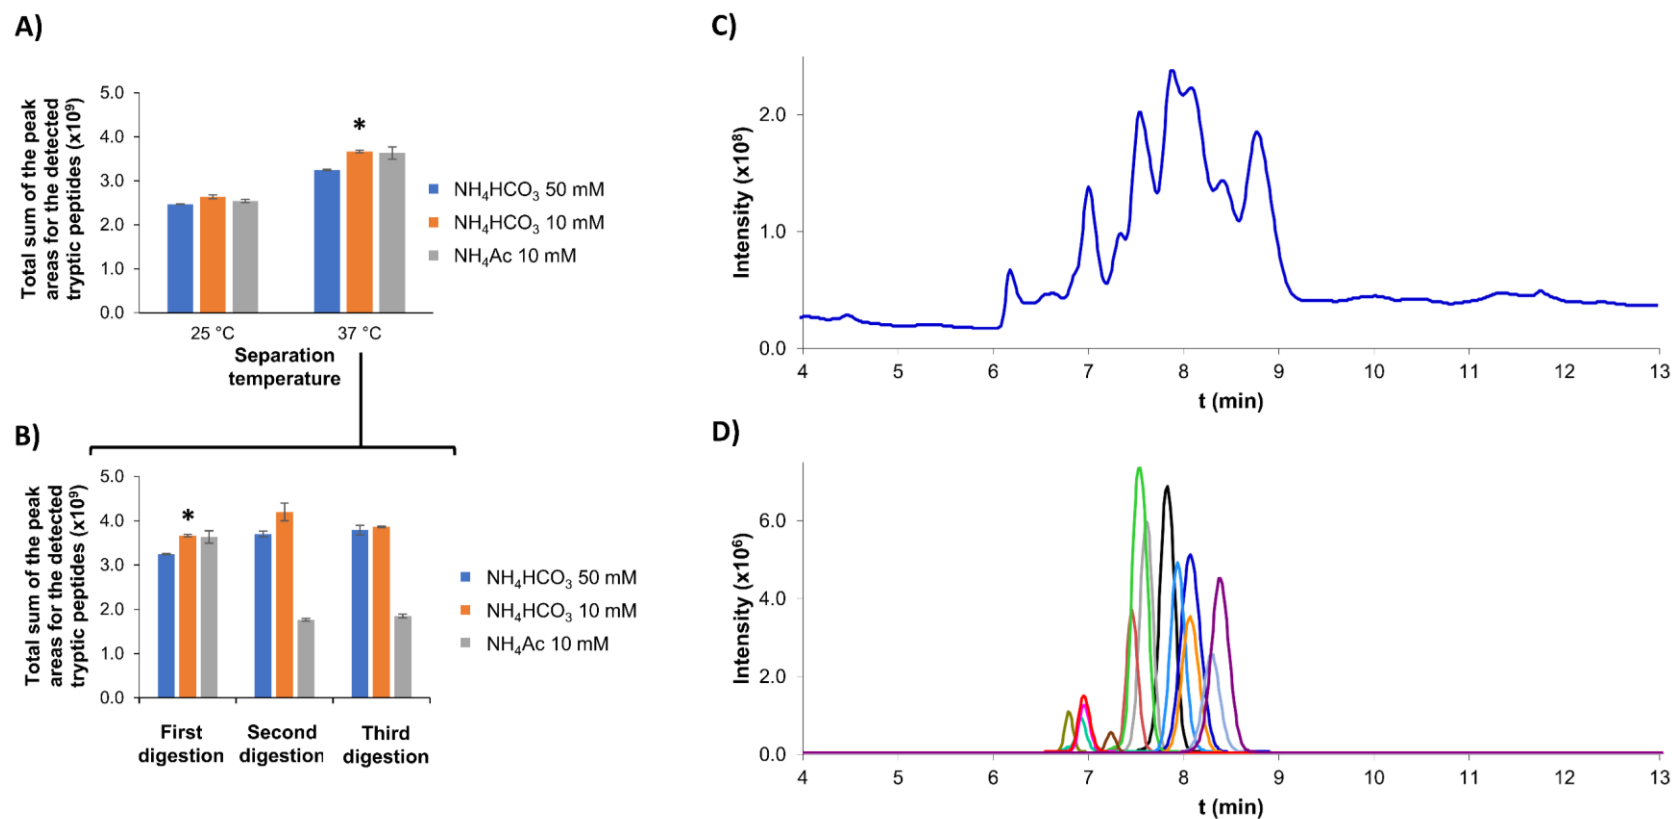 A)
Total sum of the peak
areas for the detected
tryptic peptides (x10⁹)
5.0
4.0
3.0
2.0
1.0
0.0
*
25 °C
37 °C
Separation
temperature
NH₄HCO₃ 50 mM
NH₄HCO₃ 10 mM
NH₄Ac 10 mM
B)
Total sum of the peak
areas for the detected
tryptic peptides (x10⁹)
5.0
4.0
3.0
2.0
1.0
0.0
*
First
digestion
Second
digestion
Third
digestion
NH₄HCO₃ 50 mM
NH₄HCO₃ 10 mM
NH₄Ac 10 mM
C)
Intensity (x10⁸)
2.0
1.0
0.0
4 5 6 7 8 9 10 11 12 13
t (min)
D)
Intensity (x10⁶)
6.0
4.0
2.0
0.0
4 5 6 7 8 9 10 11 12 13
t (min)